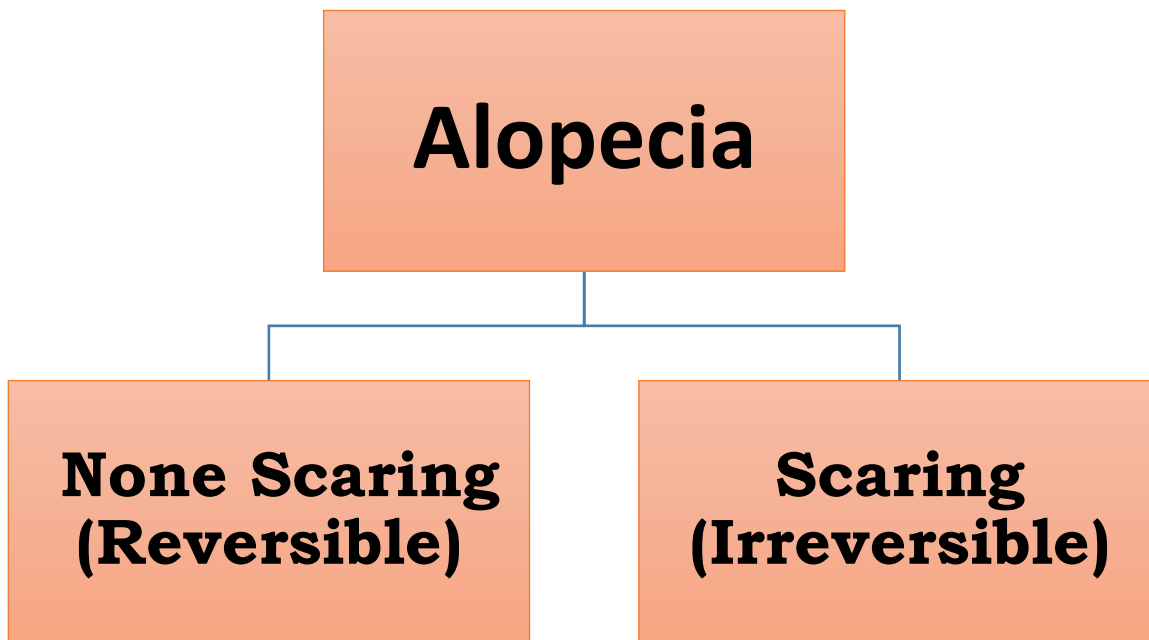 Alopecia
None Scaring
(Reversible)
Scaring
(Irreversible)